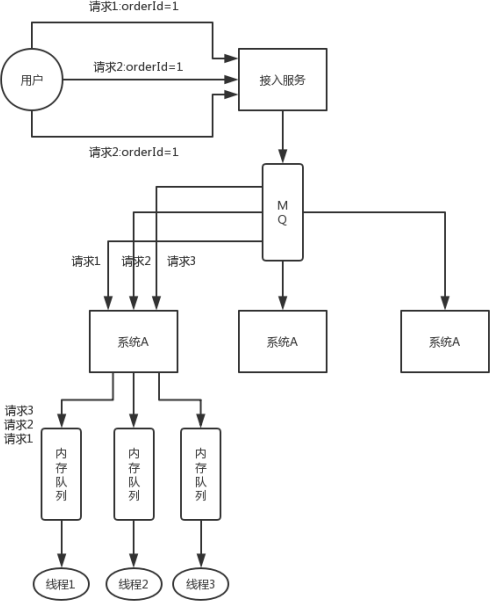 请求1:orderId=1
用户
请求2:orderId=1
接入服务
请求2:orderId=1
M
Q
请求1
请求2
请求3
系统A
系统A
系统A
请求3
请求2
请求1
内
存
队
列
内
存
队
列
内
存
队
列
线程1
线程2
线程3